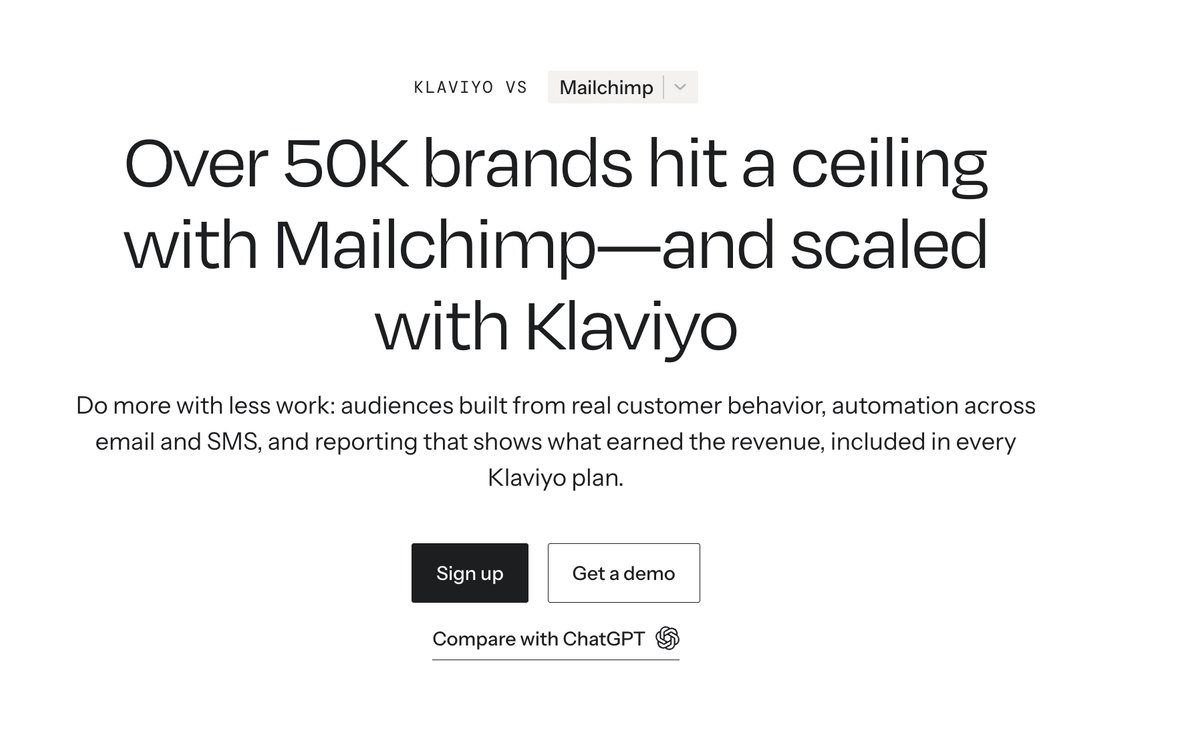 KLAVIYO VS Mailchimp
Over 50K brands hit a ceiling
with Mailchimp—and scaled
with Klaviyo
Do more with less work: audiences built from real customer behavior, automation across
email and SMS, and reporting that shows what earned the revenue, included in every
Klaviyo plan.
Sign up Get a demo
Compare with ChatGPT